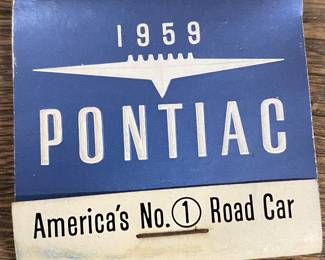 1959
PONTIAC
America's No. ① Road Car